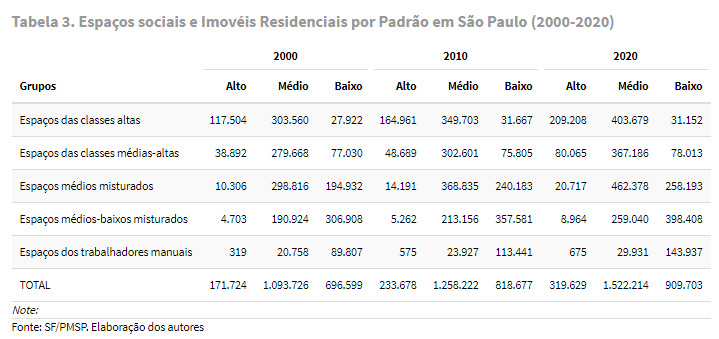 Tabela 3. Espaços sociais e Imovéis Residenciais por Padrão em São Paulo (2000-2020)
2000 2010 2020
Grupos Alto Médio Baixo Alto Médio Baixo Alto Médio Baixo
Espaços das classes altas 117.504 303.560 27.922 164.961 349.703 31.667 209.208 403.679 31.152
Espaços das classes médias-altas 38.892 279.668 77.030 48.689 302.601 75.805 80.065 367.186 78.013
Espaços médios misturados 10.306 298.816 194.932 14.191 368.835 240.183 20.717 462.378 258.193
Espaços médios-baixos misturados 4.703 190.924 306.908 5.262 213.156 357.581 8.964 259.040 398.408
Espaços dos trabalhadores manuais 319 20.758 89.807 575 23.927 113.441 675 29.931 143.937
TOTAL 171.724 1.093.726 696.599 233.678 1.258.222 818.677 319.629 1.522.214 909.703
Note:
Fonte: SF/PMSP. Elaboração dos autores